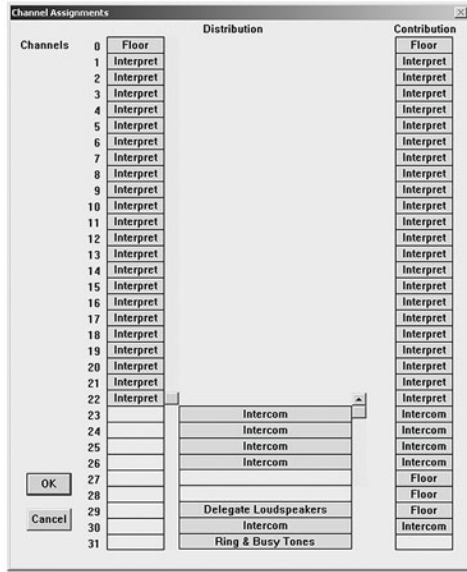 Channel Assignments
Distribution Contribution
Channels 0 Floor Floor
1 Interpret Interpret
2 Interpret Interpret
3 Interpret Interpret
4 Interpret Interpret
5 Interpret Interpret
6 Interpret Interpret
7 Interpret Interpret
8 Interpret Interpret
9 Interpret Interpret
10 Interpret Interpret
11 Interpret Interpret
12 Interpret Interpret
13 Interpret Interpret
14 Interpret Interpret
15 Interpret Interpret
16 Interpret Interpret
17 Interpret Interpret
18 Interpret Interpret
19 Interpret Interpret
20 Interpret Interpret
21 Interpret Interpret
22 Interpret Interpret
23 Intercom Intercom
24 Intercom Intercom
25 Intercom Intercom
26 Intercom Intercom
OK 27 Floor
28 Floor
29 Delegate Loudspeakers Floor
Cancel 30 Intercom Intercom
31 Ring & Busy Tones